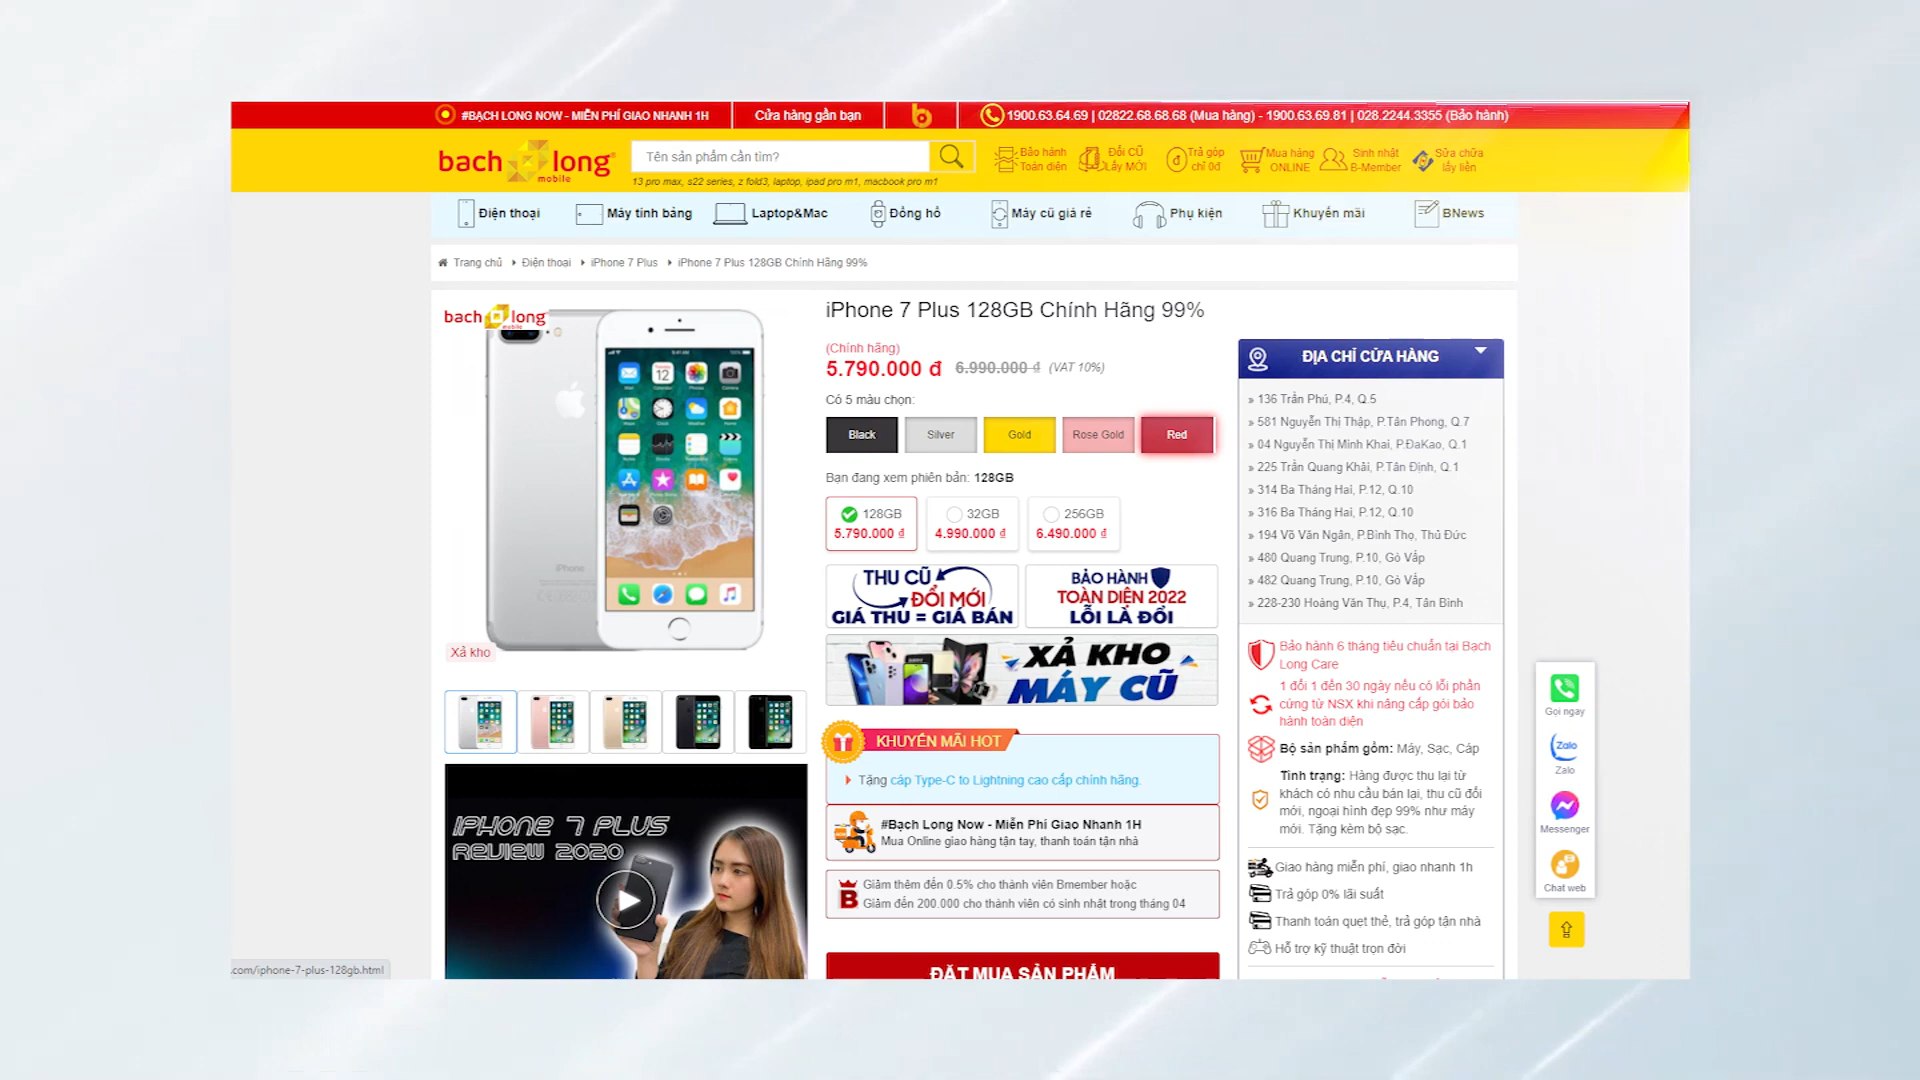 #BẠCH LONG NOW - MIỄN PHÍ GIAO NHANH 1H
Cửa hàng gần bạn
1900.63.64.69 | 02822.68.68.68 (Mua hàng) - 1900.63.69.81 | 028.2244.3355 (Bảo hành)
bach long mobile
Tên sản phẩm cần tìm?
13 pro max, s22 series, z fold3, laptop, ipad pro m1, macbook pro m1
Bảo hành
Toàn diện
Đổi CŨ
Lấy MỚI
Trả góp
chỉ 0đ
Mua hàng
ONLINE
Sinh nhật
B-Member
Sửa chữa
lấy liền
Điện thoại
Máy tính bảng
Laptop&Mac
Đồng hồ
Máy cũ giá rẻ
Phụ kiện
Khuyến mãi
BNews
Trang chủ
Điện thoại
iPhone 7 Plus
iPhone 7 Plus 128GB Chính Hãng 99%
bach long
mobile
iPhone
Xả kho
IPHONE 7 PLUS
REVIEW 2020
.com/iphone-7-plus-128gb.html
iPhone 7 Plus 128GB Chính Hãng 99%
(Chính hãng)
5.790.000 đ 6.990.000 đ (VAT 10%)
Có 5 màu chọn:
Black
Silver
Gold
Rose Gold
Red
Bạn đang xem phiên bản: 128GB
128GB
5.790.000 đ
32GB
4.990.000 đ
256GB
6.490.000 đ
THU CŨ
ĐỔI MỚI
GIÁ THU = GIÁ BÁN
BẢO HÀNH
TOÀN DIỆN 2022
LỖI LÀ ĐỔI
XẢ KHO
MÁY CŨ
KHUYẾN MÃI HOT
Tặng cáp Type-C to Lightning cao cấp chính hãng.
#Bạch Long Now - Miễn Phí Giao Nhanh 1H
Mua Online giao hàng tận tay, thanh toán tận nhà
B
Giảm thêm đến 0.5% cho thành viên Bmember hoặc
Giảm đến 200.000 cho thành viên có sinh nhật trong tháng 04
ĐẶT MUA SẢN PHẨM
ĐỊA CHỈ CỬA HÀNG
» 136 Trần Phú, P.4, Q.5
» 581 Nguyễn Thị Thập, P.Tân Phong, Q.7
» 04 Nguyễn Thị Minh Khai, P.ĐaKao, Q.1
» 225 Trần Quang Khải, P.Tân Định, Q.1
» 314 Ba Tháng Hai, P.12, Q.10
» 316 Ba Tháng Hai, P.12, Q.10
» 194 Võ Văn Ngân, P.Bình Thọ, Thủ Đức
» 480 Quang Trung, P.10, Gò Vấp
» 482 Quang Trung, P.10, Gò Vấp
» 228-230 Hoàng Văn Thụ, P.4, Tân Bình
Bảo hành 6 tháng tiêu chuẩn tại Bạch
Long Care
1 đổi 1 đến 30 ngày nếu có lỗi phần
cứng từ NSX khi nâng cấp gói bảo
hành toàn diện
Bộ sản phẩm gồm: Máy, Sạc, Cáp
Tình trạng: Hàng được thu lại từ
khách có nhu cầu bán lại, thu cũ đổi
mới, ngoại hình đẹp 99% như máy
mới. Tặng kèm bộ sạc.
Giao hàng miễn phí, giao nhanh 1h
Trả góp 0% lãi suất
Thanh toán quẹt thẻ, trả góp tận nhà
Hỗ trợ kỹ thuật trọn đời
Gọi ngay
Zalo
Zalo
Messenger
Chat web